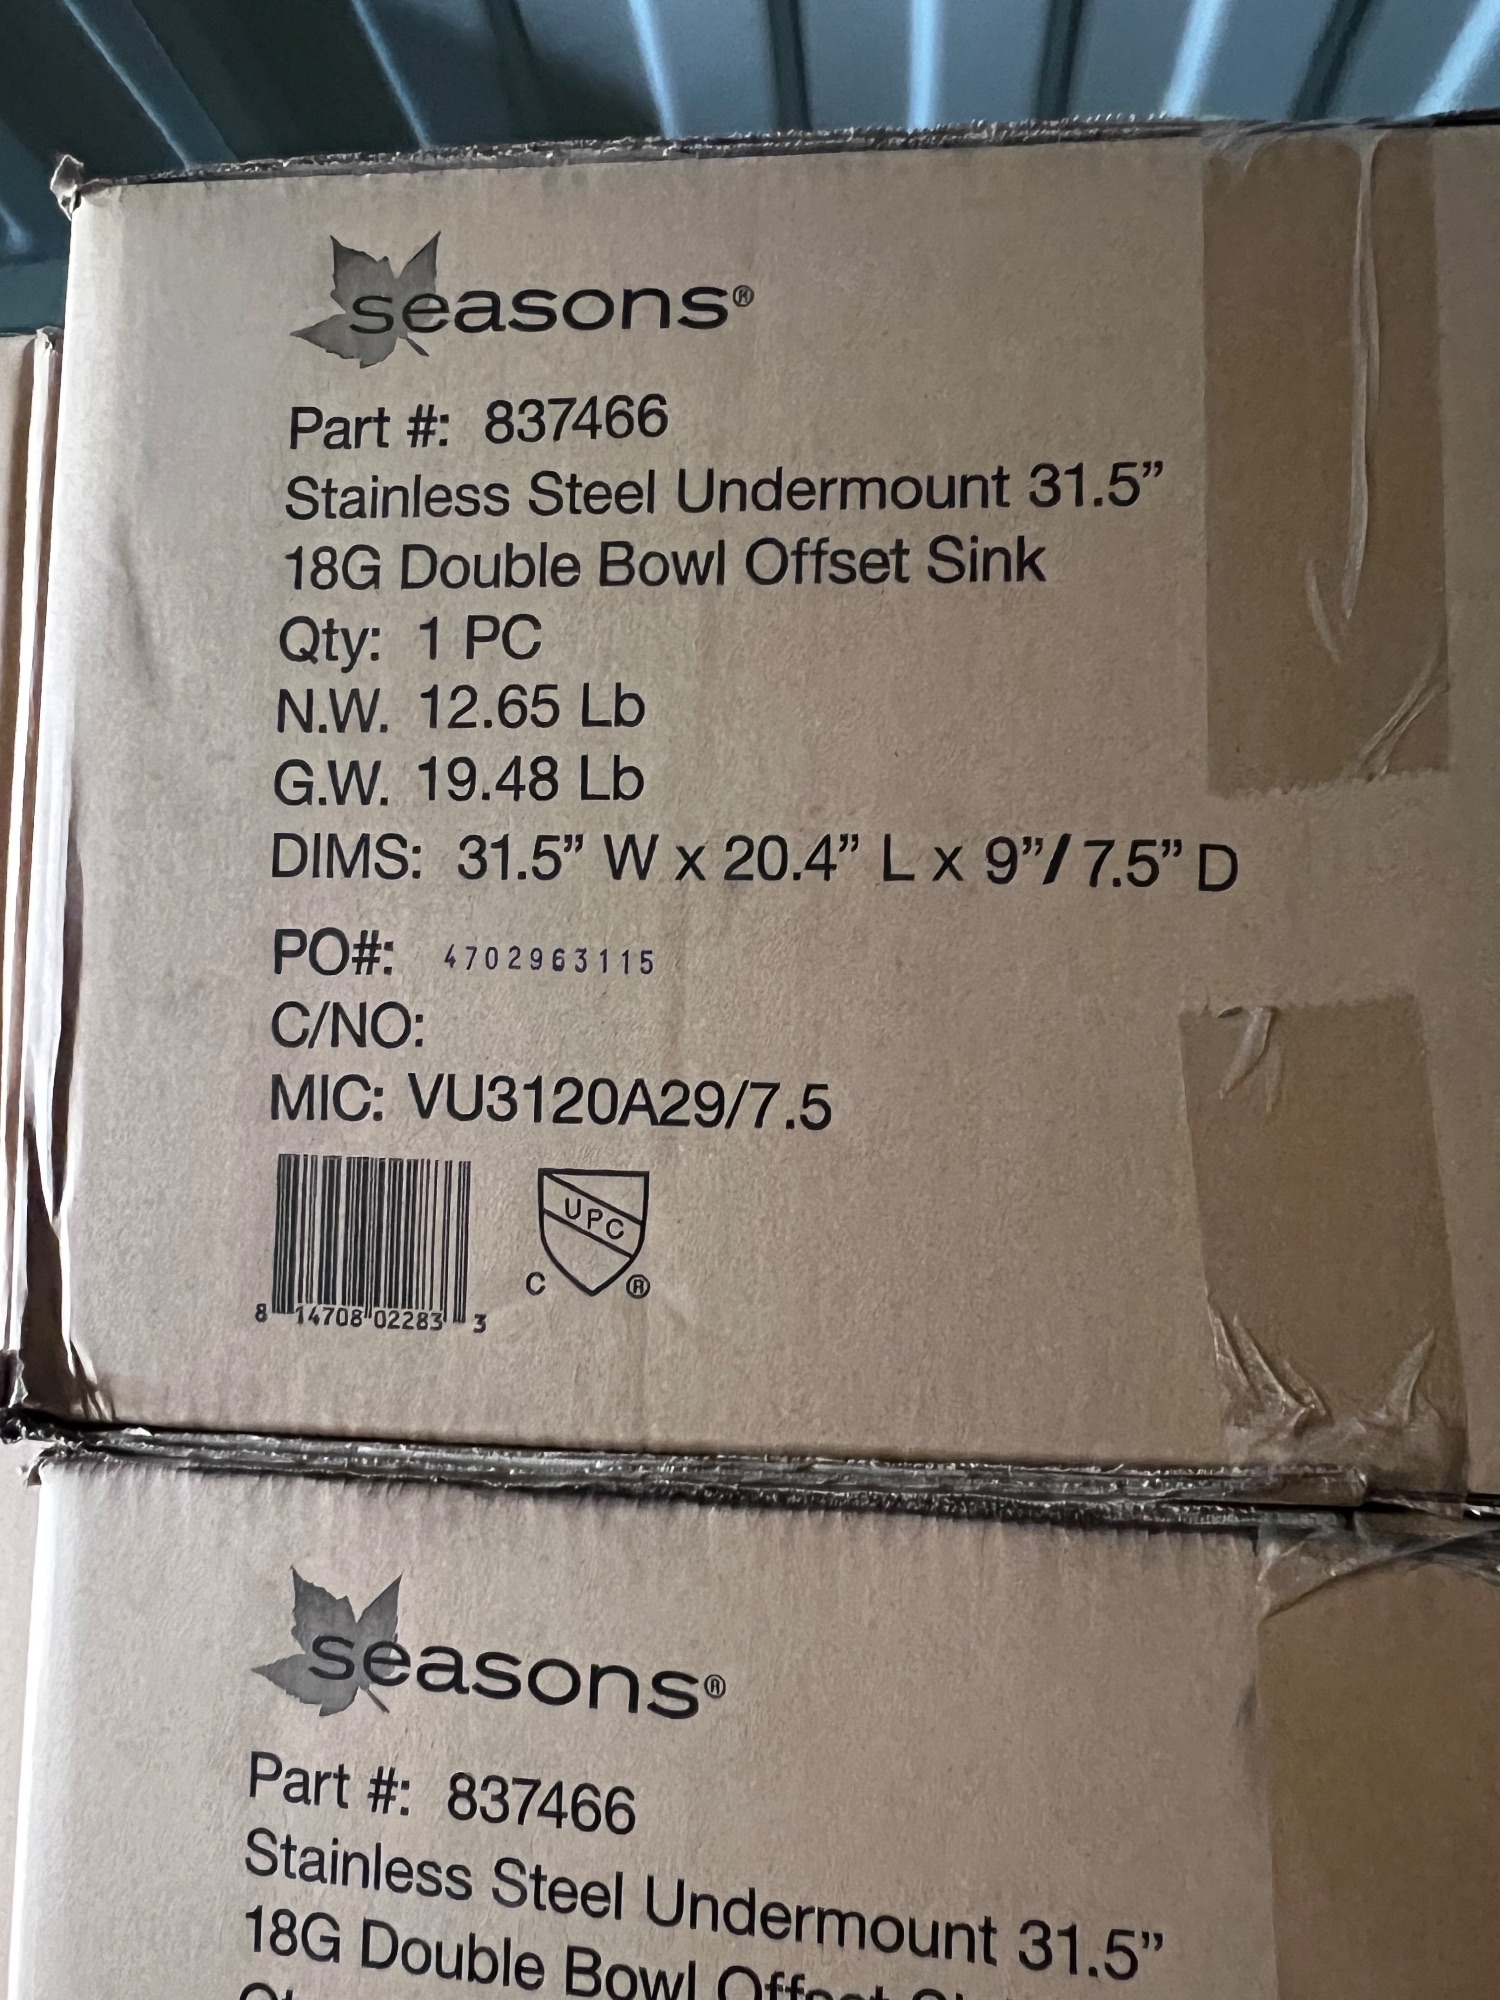 seasons®
Part #: 837466
Stainless Steel Undermount 31.5”
18G Double Bowl Offset Sink
Qty: 1 PC
N.W. 12.65 Lb
G.W. 19.48 Lb
DIMS: 31.5” W x 20.4” L x 9”/ 7.5” D
PO#: 4702963115
C/NO:
MIC: VU3120A29/7.5
UPC
C ®
8 14708 02283 3
seasons®
Part #: 837466
Stainless Steel Undermount 31.5”
18G Double Bowl Offset